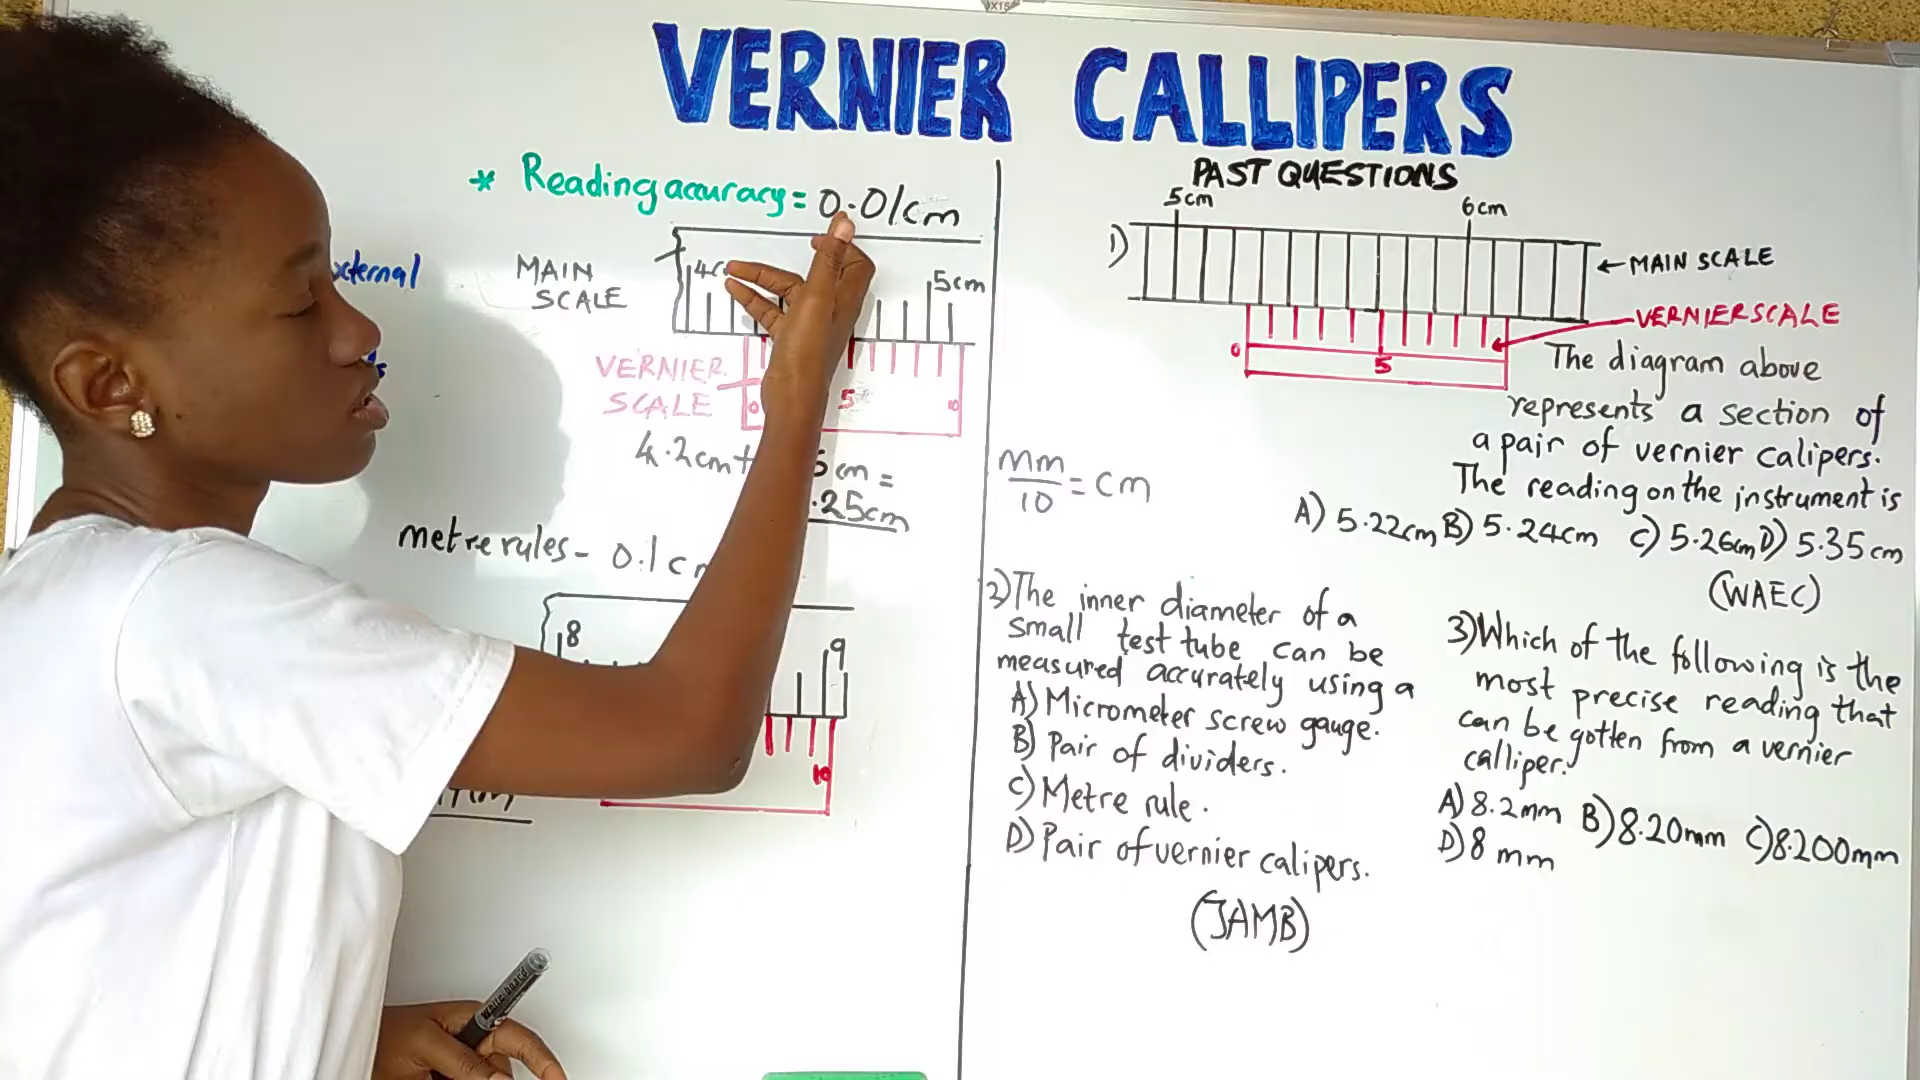 VERNIER CALLIPERS
* Reading accuracy = 0.01cm
MAIN
SCALE
5cm
VERNIER
SCALE
0
5
10
4.2cm +
5cm =
.25cm
metre rules - 0.1c
8
9
10
PAST QUESTIONS
5cm
6cm
1)
MAIN SCALE
VERNIER SCALE
0
5
The diagram above
represents a section of
a pair of vernier calipers.
The reading on the instrument is
A) 5.22cm B) 5.24cm C) 5.26cm D) 5.35cm
(WAEC)
mm/10 = cm
2) The inner diameter of a
small test tube can be
measured accurately using a
A) Micrometer screw gauge.
B) Pair of dividers.
C) Metre rule.
D) Pair of vernier calipers.
(JAMB)
3) Which of the following is the
most precise reading that
can be gotten from a vernier
calliper.
A) 8.2mm B) 8.20mm C) 8.200mm
D) 8 mm